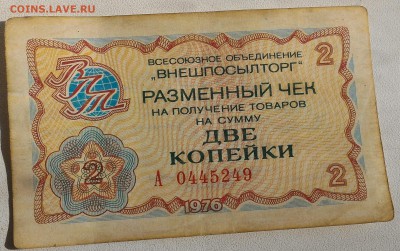 COINS.LAVE.RU
ВСЕСОЮЗНОЕ ОБЪЕДИНЕНИЕ
„ВНЕШПОСЫЛТОРГ"
2
ВПТ
РАЗМЕННЫЙ ЧЕК
НА ПОЛУЧЕНИЕ ТОВАРОВ
НА СУММУ
ДВЕ
КОПЕЙКИ
2
А 0445249
2
1976